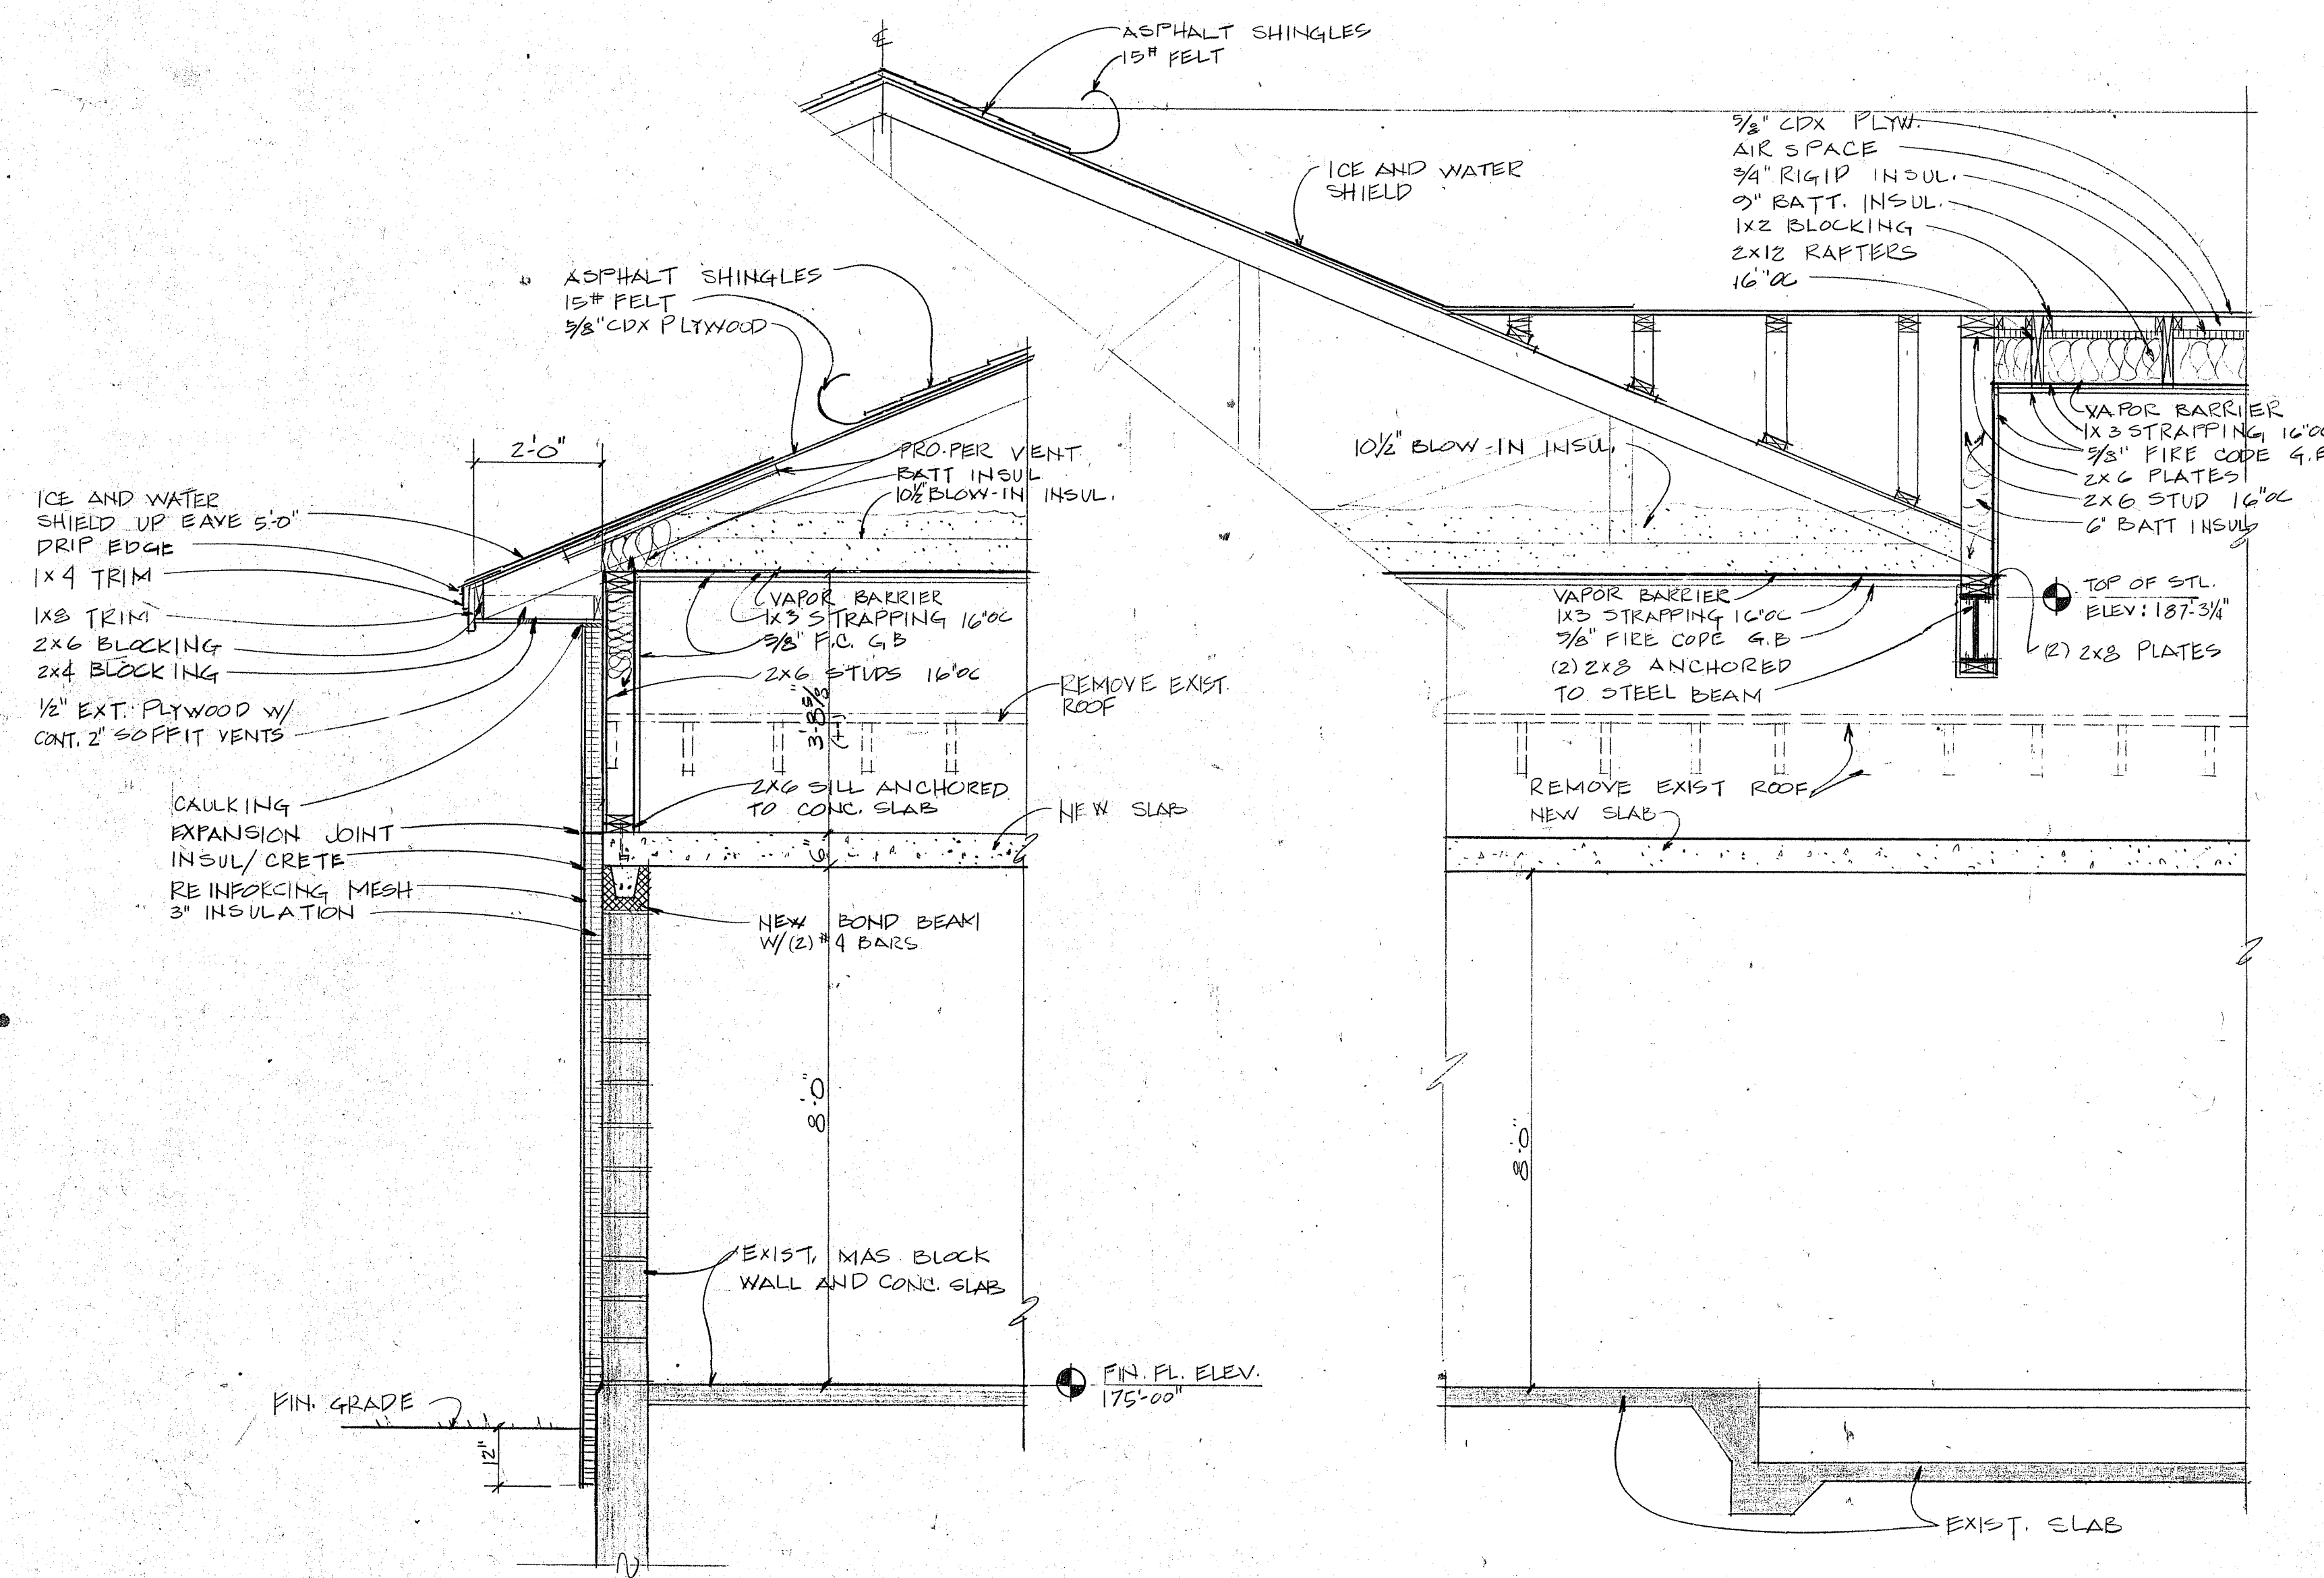 ℄
ASPHALT SHINGLES
15# FELT
ICE AND WATER
SHIELD
5/8" CDX PLYW.
AIR SPACE
3/4" RIGID INSUL.
9" BATT. INSUL.
1X2 BLOCKING
2X12 RAFTERS
16"OC
ASPHALT SHINGLES
15# FELT
5/8" CDX PLYWOOD
2'-0"
PRO-PER VENT
BATT INSUL
10½" BLOW-IN INSUL.
10½" BLOW-IN INSUL.
VAPOR BARRIER
1X3 STRAPPING 16"OC
5/8" FIRE CODE G.B
2X6 PLATES
2X6 STUD 16"OC
6" BATT INSUL
ICE AND WATER
SHIELD UP EAVE 5'-0"
DRIP EDGE
1X4 TRIM
1X8 TRIM
2X6 BLOCKING
2X4 BLOCKING
1/2" EXT. PLYWOOD W/
CONT. 2" SOFFIT VENTS
CAULKING
EXPANSION JOINT
INSUL/CRETE
REINFORCING MESH
3" INSULATION
VAPOR BARRIER
1X3 STRAPPING 16"OC
5/8" F.C. GB
2X6 STUDS 16"OC
3'-8 5/8"
(+-)
REMOVE EXIST.
ROOF
2X6 SILL ANCHORED
TO CONC. SLAB
NEW SLAB
6"
NEW BOND BEAM
W/(2) #4 BARS
8'-0"
EXIST. MAS. BLOCK
WALL AND CONC. SLAB
FIN. FL. ELEV.
175'-00"
FIN. GRADE
12"
VAPOR BARRIER
1X3 STRAPPING 16"OC
5/8" FIRE CODE G.B
(2) 2X8 ANCHORED
TO STEEL BEAM
TOP OF STL.
ELEV: 187'-3¼"
(2) 2X8 PLATES
REMOVE EXIST ROOF
NEW SLAB
8'-0"
EXIST. SLAB